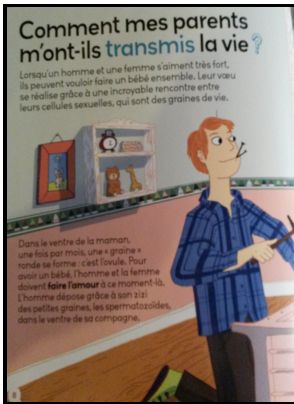 Comment mes parents
m'ont-ils transmis la vie ?
Lorsqu'un homme et une femme s'aiment très fort,
ils peuvent vouloir faire un bébé ensemble. Leur vœu
se réalise grâce à une incroyable rencontre entre
leurs cellules sexuelles, qui sont des graines de vie.
Dans le ventre de la maman,
une fois par mois, une « graine »
ronde se forme : c'est l'ovule. Pour
avoir un bébé, l'homme et la femme
doivent faire l'amour à ce moment-là.
L'homme dépose grâce à son zizi
des petites graines, les spermatozoïdes,
dans le ventre de sa compagne.
8